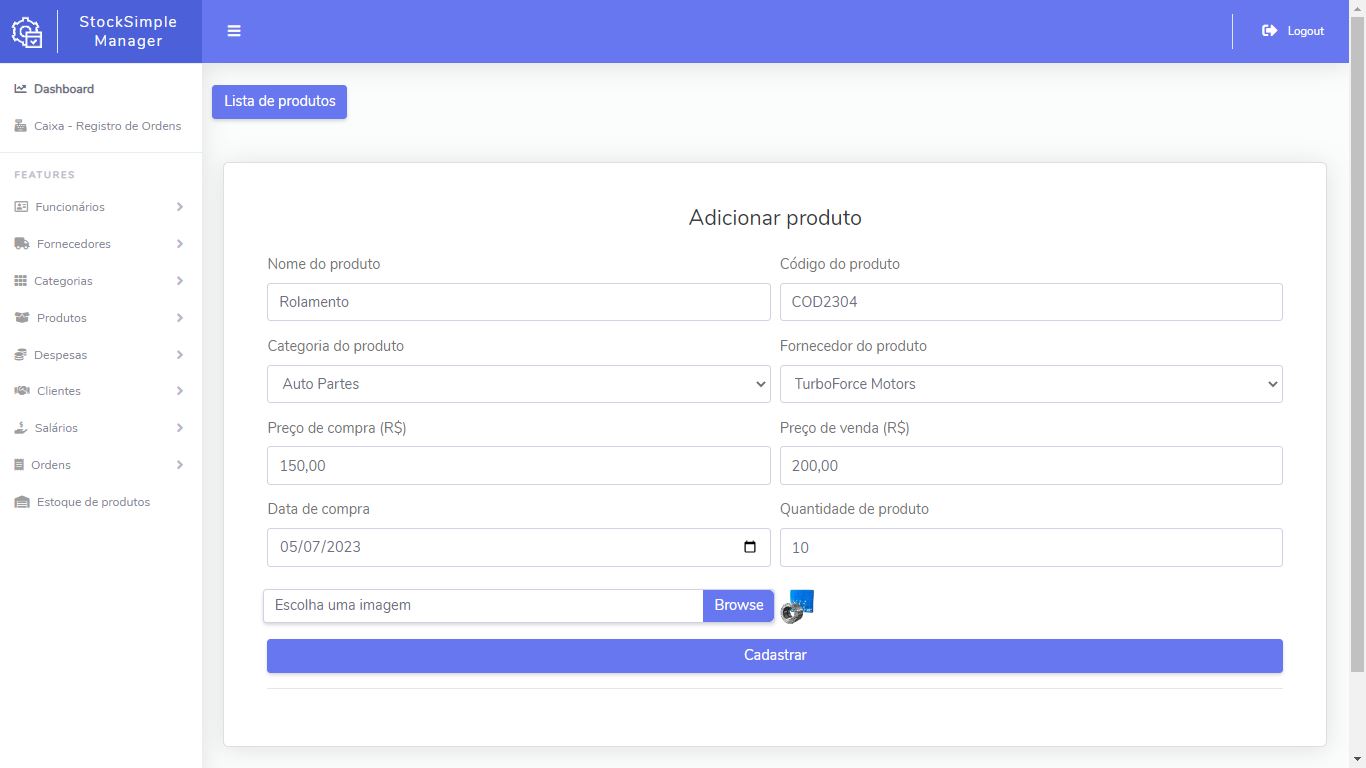 StockSimple
Manager
Logout
Dashboard
Caixa - Registro de Ordens
FEATURES
Funcionários
Fornecedores
Categorias
Produtos
Despesas
Clientes
Salários
Ordens
Estoque de produtos
Lista de produtos
Adicionar produto
Nome do produto
Código do produto
Rolamento
COD2304
Categoria do produto
Fornecedor do produto
Auto Partes
TurboForce Motors
Preço de compra (R$)
Preço de venda (R$)
150,00
200,00
Data de compra
Quantidade de produto
05/07/2023
10
Escolha uma imagem
Browse
Cadastrar